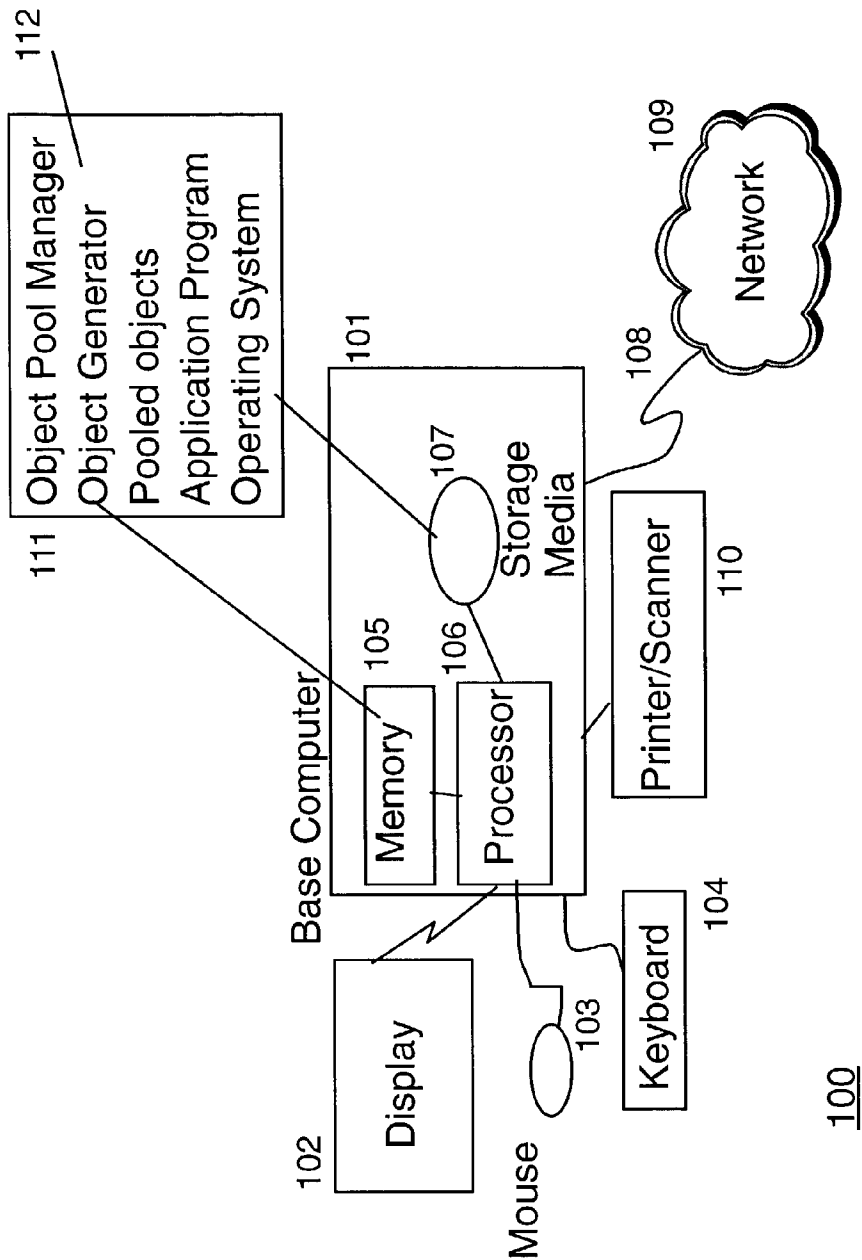 112
Object Pool Manager
Object Generator
Pooled objects
Application Program
Operating System
111
Base Computer
101
Memory
105
Processor
106
107
Storage
Media
102
Display
Mouse
103
Keyboard
104
Printer/Scanner
110
108
Network
109
100